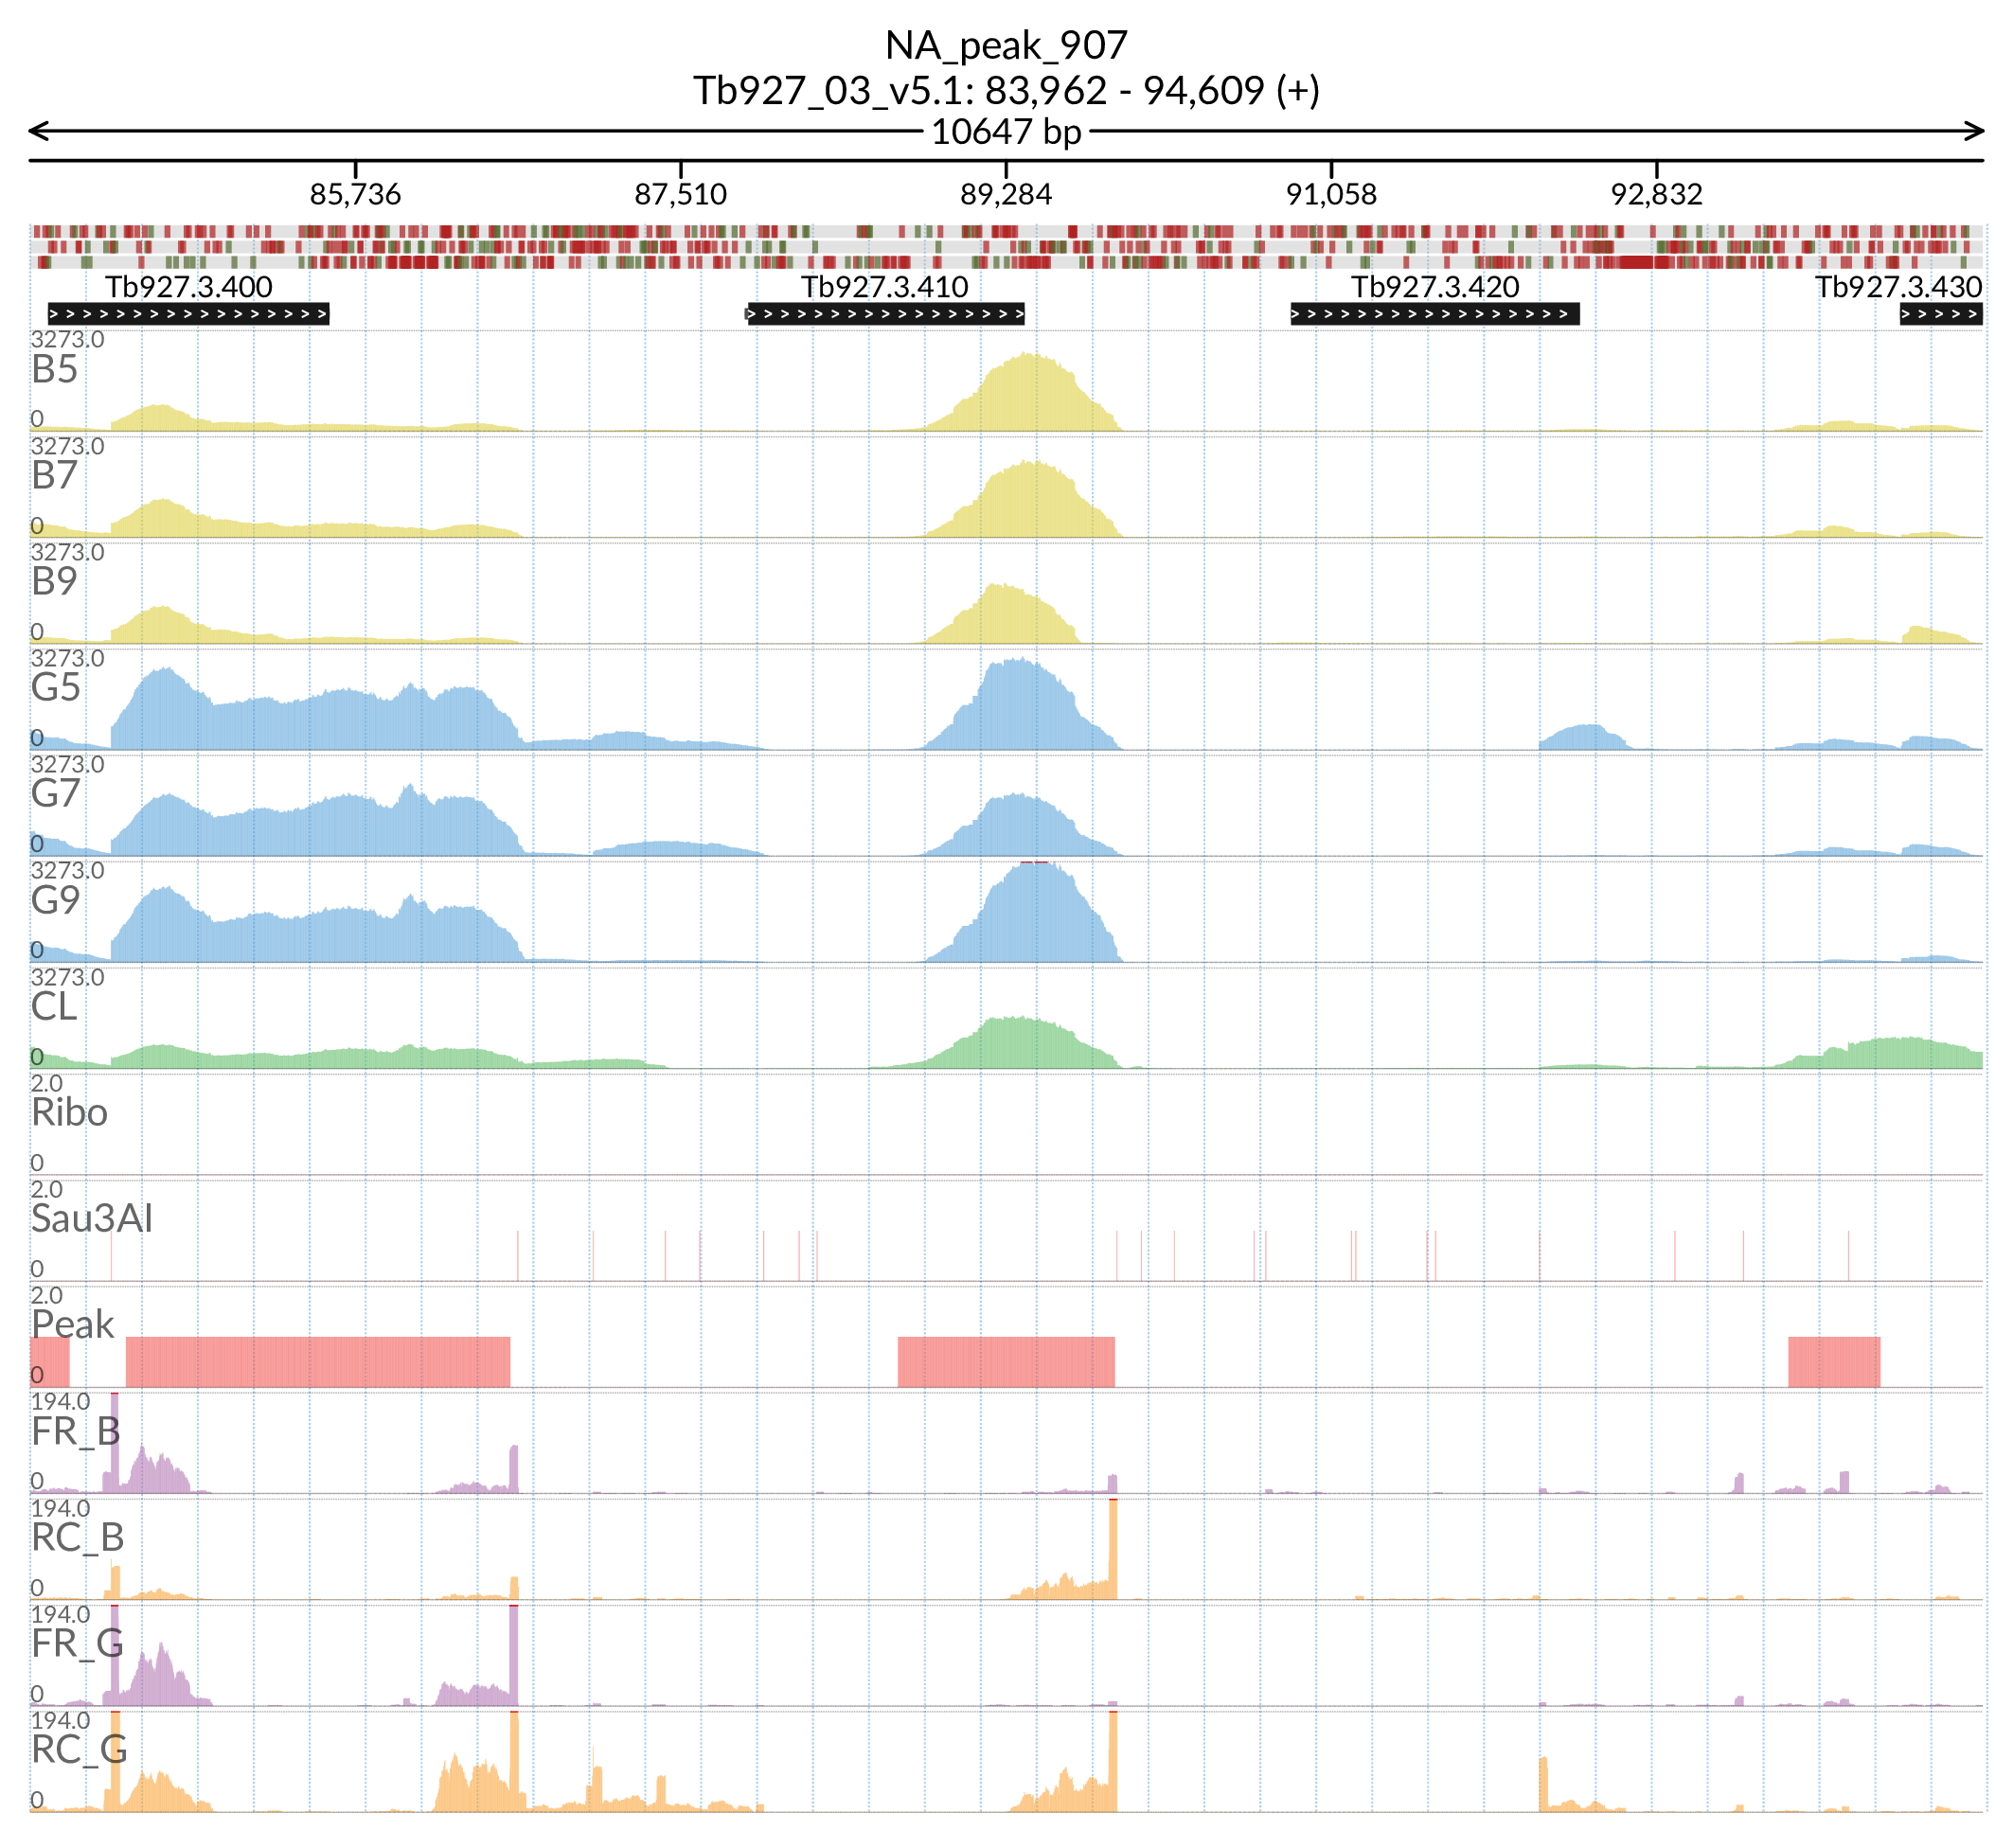 NA_peak_907
Tb927_03_v5.1: 83,962 - 94,609 (+)
10647 bp
85,736 87,510 89,284 91,058 92,832
Tb927.3.400 Tb927.3.410 Tb927.3.420 Tb927.3.430
3273.0
B5
0
3273.0
B7
0
3273.0
B9
0
3273.0
G5
0
3273.0
G7
0
3273.0
G9
0
3273.0
CL
0
2.0
Ribo
0
2.0
Sau3AI
0
2.0
Peak
0
194.0
FR_B
0
194.0
RC_B
0
194.0
FR_G
0
194.0
RC_G
0